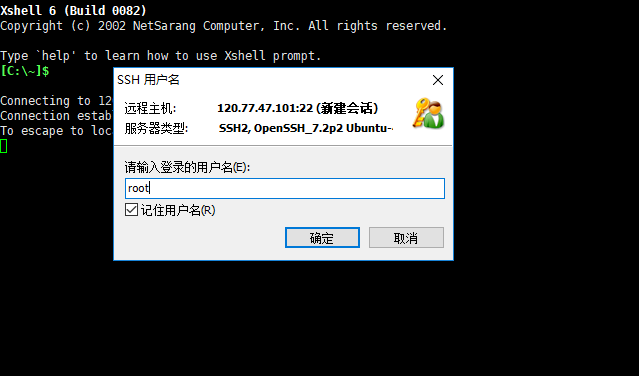 Xshell 6 (Build 0082)
Copyright (c) 2002 NetSarang Computer, Inc. All rights reserved.
Type `help' to learn how to use Xshell prompt.
[C:\~]$
Connecting to 12
Connection estab
To escape to loca
SSH 用户名
远程主机: 120.77.47.101:22 (新建会话)
服务器类型: SSH2, OpenSSH_7.2p2 Ubuntu-
请输入登录的用户名(E):
root
记住用户名(R)
确定 取消